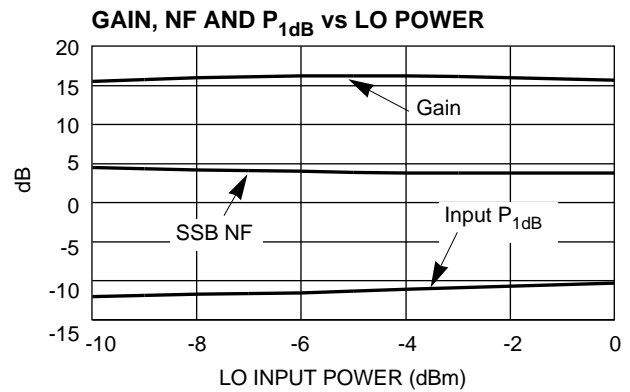 GAIN, NF AND P1dB vs LO POWER
20
15
10
5
0
-5
-10
-15
dB
Gain
SSB NF
Input P1dB
-10 -8 -6 -4 -2 0
LO INPUT POWER (dBm)